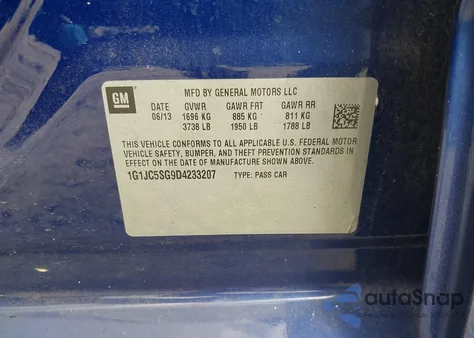 GM
MFD BY GENERAL MOTORS LLC
DATE GVWR GAWR FRT GAWR RR
06/13 1696 KG 885 KG 811 KG
3738 LB 1950 LB 1788 LB
THIS VEHICLE CONFORMS TO ALL APPLICABLE U.S. FEDERAL MOTOR
VEHICLE SAFETY, BUMPER, AND THEFT PREVENTION STANDARDS IN
EFFECT ON THE DATE OF MANUFACTURE SHOWN ABOVE.
1G1JC5SG9D4233207 TYPE: PASS CAR
autoSnap